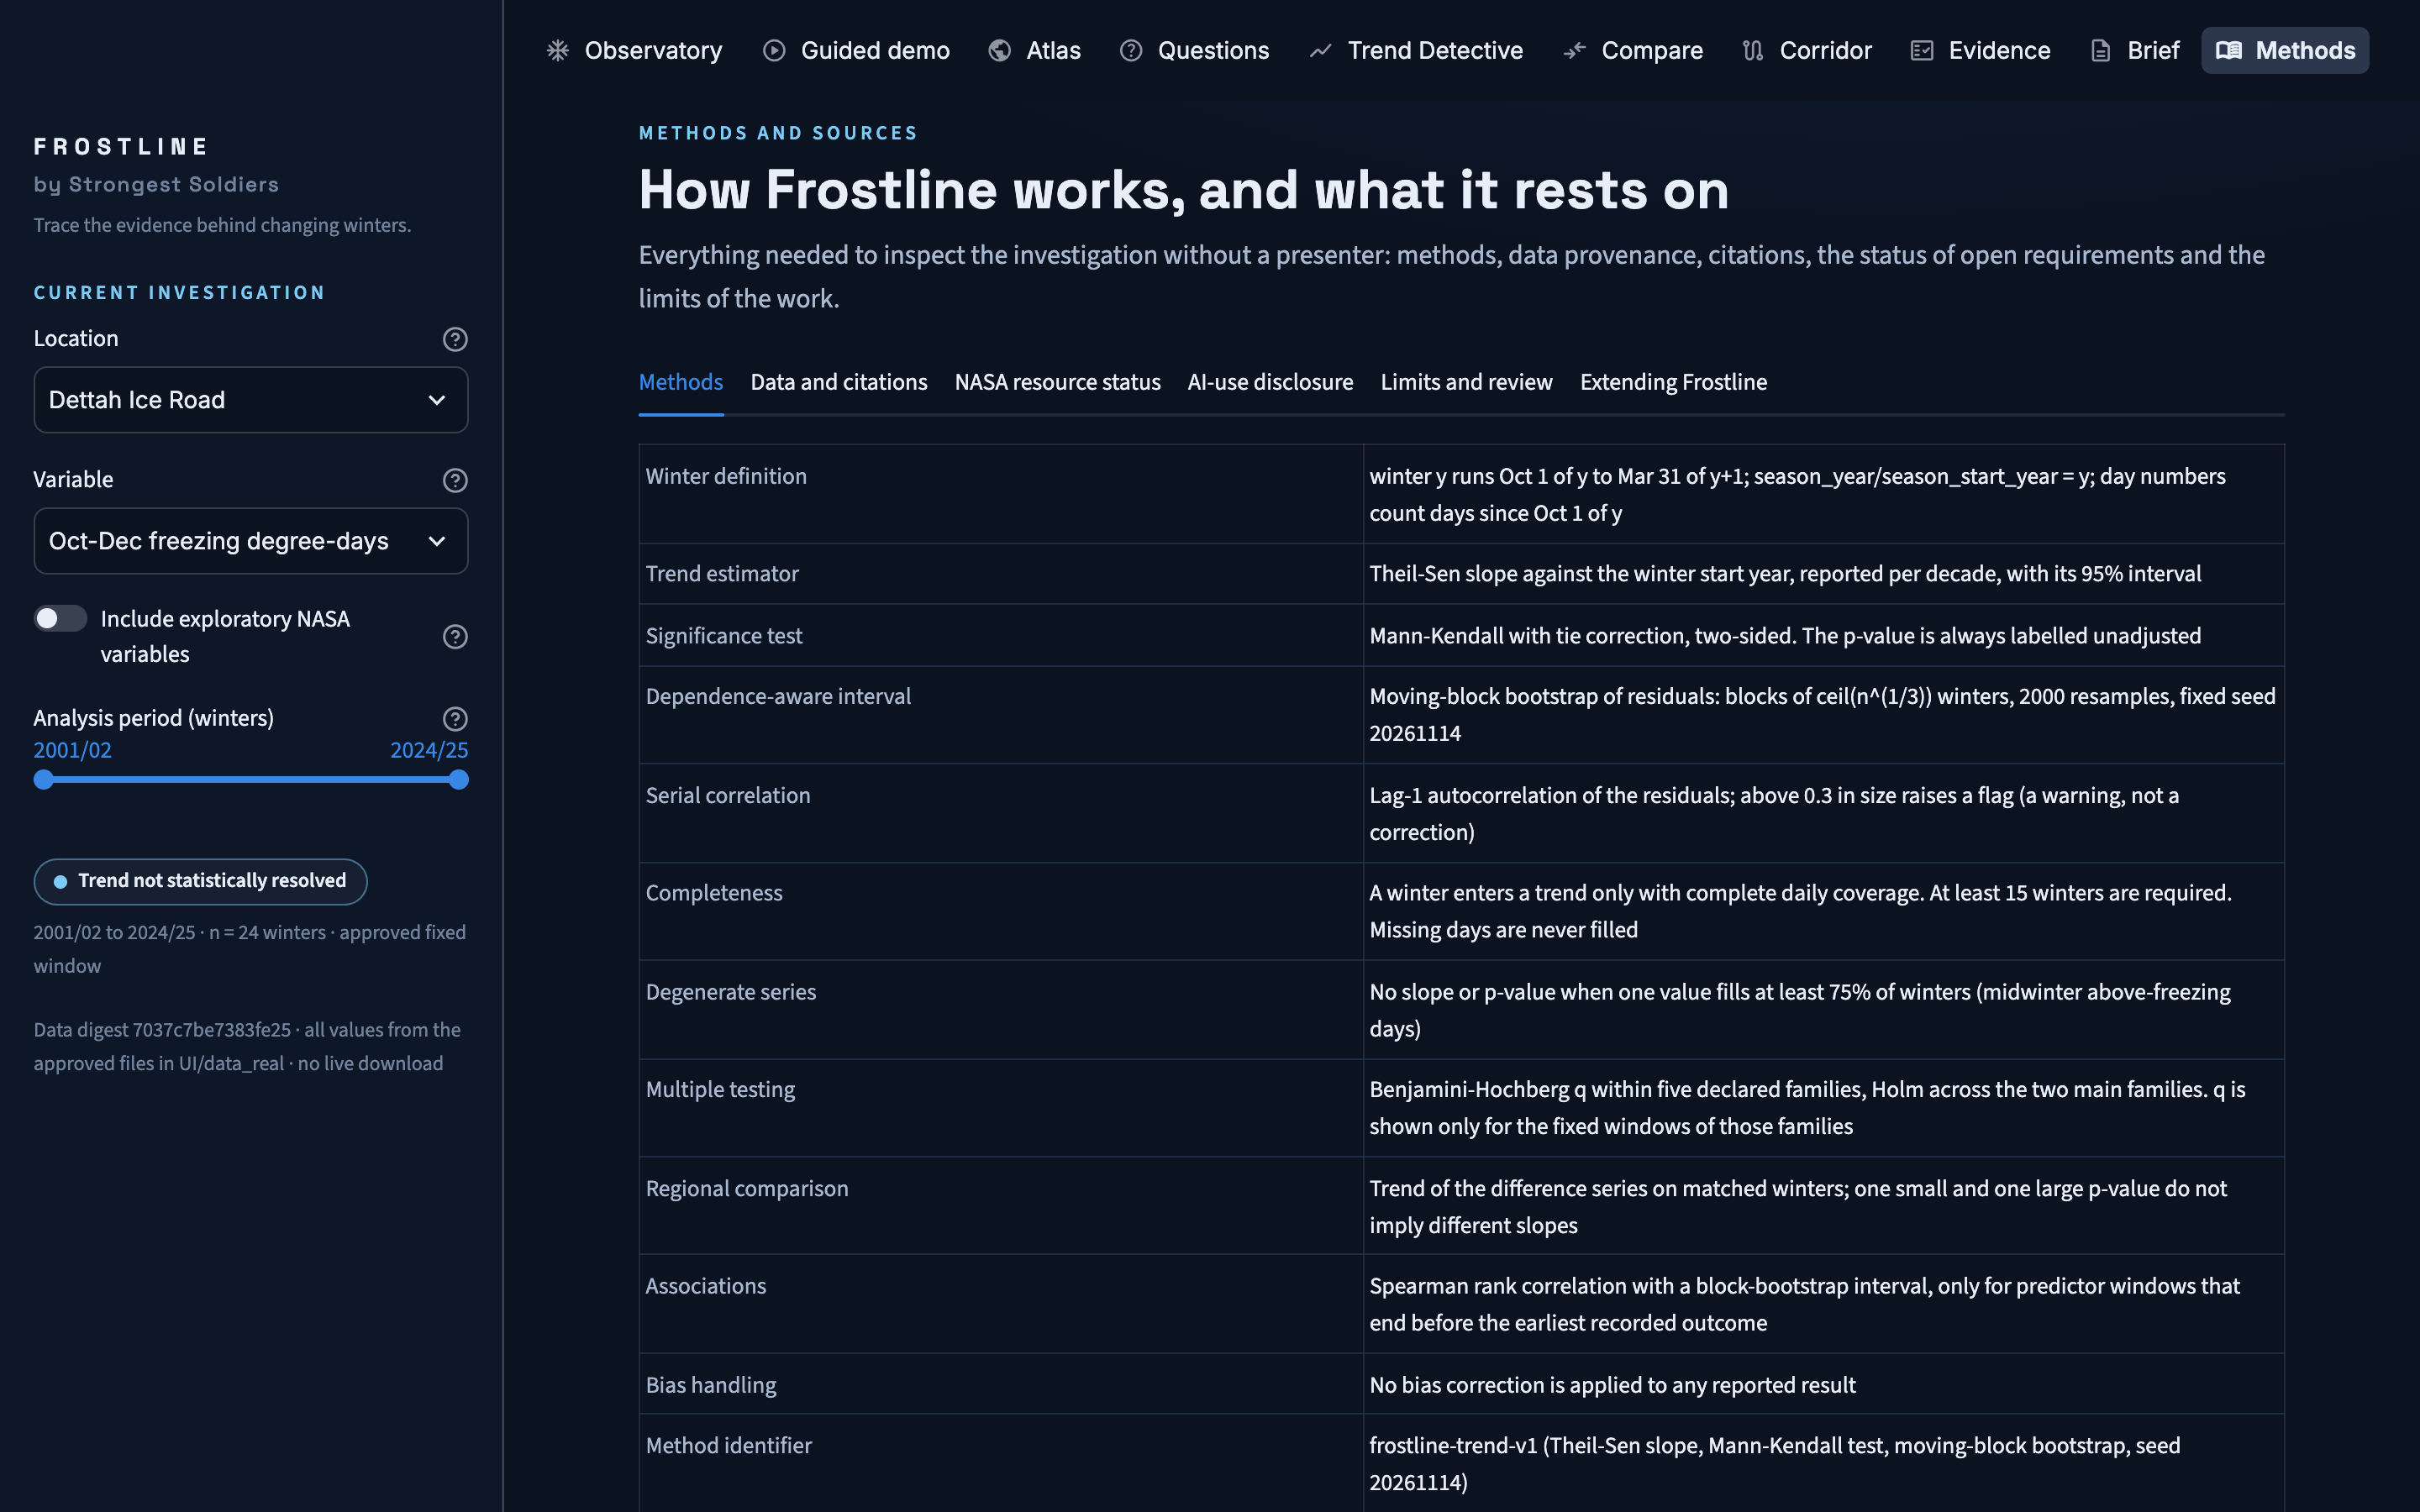 Observatory
Guided demo
Atlas
Questions
Trend Detective
Compare
Corridor
Evidence
Brief
Methods
FROSTLINE
by Strongest Soldiers
Trace the evidence behind changing winters.
CURRENT INVESTIGATION
Location
Dettah Ice Road
Variable
Oct-Dec freezing degree-days
Include exploratory NASA
variables
Analysis period (winters)
2001/02 2024/25
Trend not statistically resolved
2001/02 to 2024/25 · n = 24 winters · approved fixed
window
Data digest 7037c7be7383fe25 · all values from the
approved files in UI/data_real · no live download
METHODS AND SOURCES
How Frostline works, and what it rests on
Everything needed to inspect the investigation without a presenter: methods, data provenance, citations, the status of open requirements and the
limits of the work.
Methods
Data and citations
NASA resource status
AI-use disclosure
Limits and review
Extending Frostline
Winter definition
winter y runs Oct 1 of y to Mar 31 of y+1; season_year/season_start_year = y; day numbers
count days since Oct 1 of y
Trend estimator
Theil-Sen slope against the winter start year, reported per decade, with its 95% interval
Significance test
Mann-Kendall with tie correction, two-sided. The p-value is always labelled unadjusted
Dependence-aware interval
Moving-block bootstrap of residuals: blocks of ceil(n^(1/3)) winters, 2000 resamples, fixed seed
20261114
Serial correlation
Lag-1 autocorrelation of the residuals; above 0.3 in size raises a flag (a warning, not a
correction)
Completeness
A winter enters a trend only with complete daily coverage. At least 15 winters are required.
Missing days are never filled
Degenerate series
No slope or p-value when one value fills at least 75% of winters (midwinter above-freezing
days)
Multiple testing
Benjamini-Hochberg q within five declared families, Holm across the two main families. q is
shown only for the fixed windows of those families
Regional comparison
Trend of the difference series on matched winters; one small and one large p-value do not
imply different slopes
Associations
Spearman rank correlation with a block-bootstrap interval, only for predictor windows that
end before the earliest recorded outcome
Bias handling
No bias correction is applied to any reported result
Method identifier
frostline-trend-v1 (Theil-Sen slope, Mann-Kendall test, moving-block bootstrap, seed
20261114)